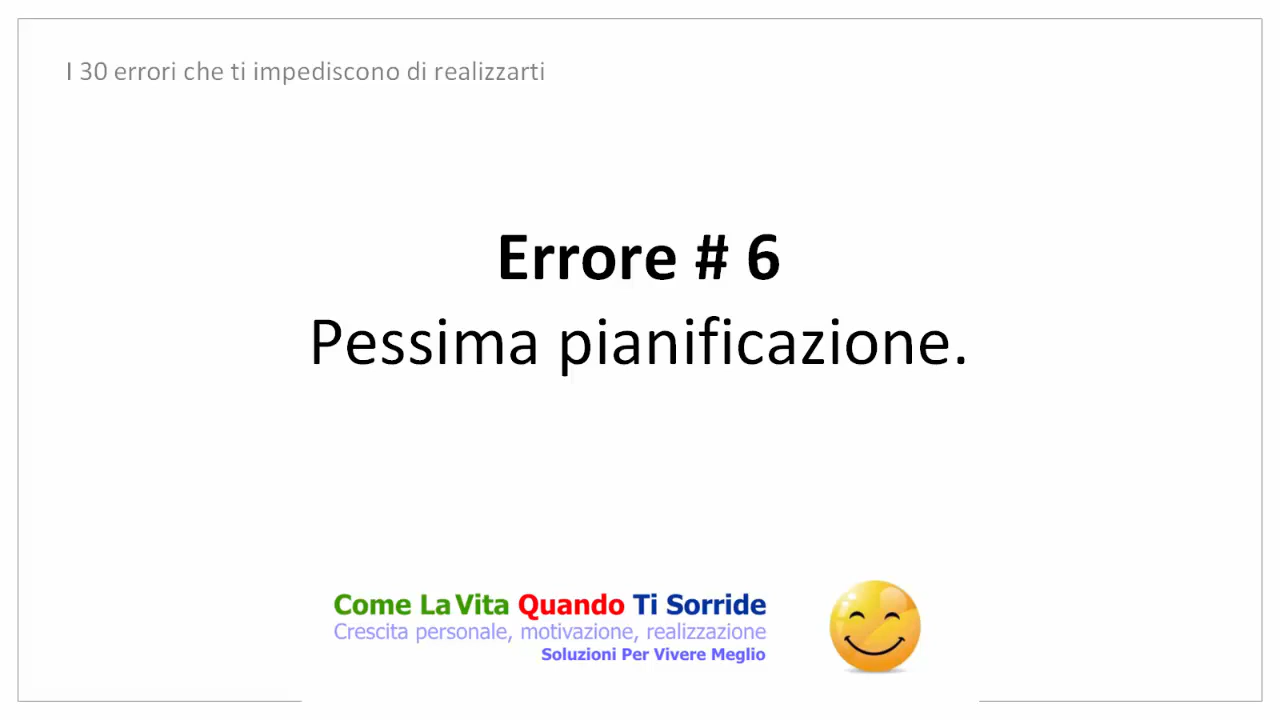 I 30 errori che ti impediscono di realizzarti
Errore # 6
Pessima pianificazione.
Come La Vita Quando Ti Sorride
Crescita personale, motivazione, realizzazione
Soluzioni Per Vivere Meglio